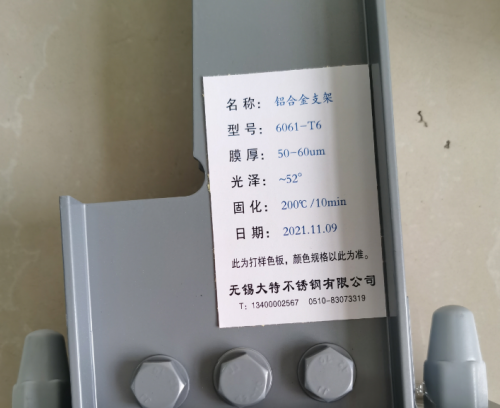 名称： 铝合金支架
型号： 6061-T6
膜厚： 50-60um
光泽： ~52°
固化： 200℃/10min
日期： 2021.11.09
此为打样色板，颜色规格以此为准。
无锡大特不锈钢有限公司
T：13400002567 0510-83073319